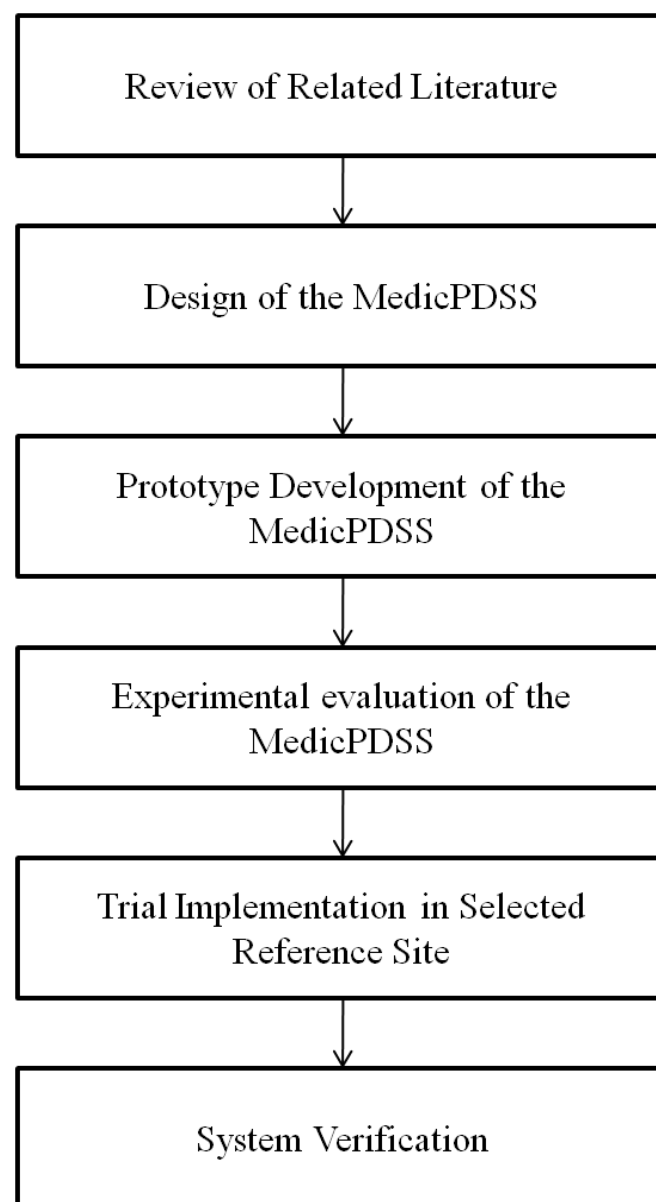 Review of Related Literature
Design of the MedicPDSS
Prototype Development of the
MedicPDSS
Experimental evaluation of the
MedicPDSS
Trial Implementation in Selected
Reference Site
System Verification